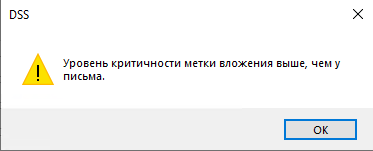 DSS
Уровень критичности метки вложения выше, чем у
письма.
OK